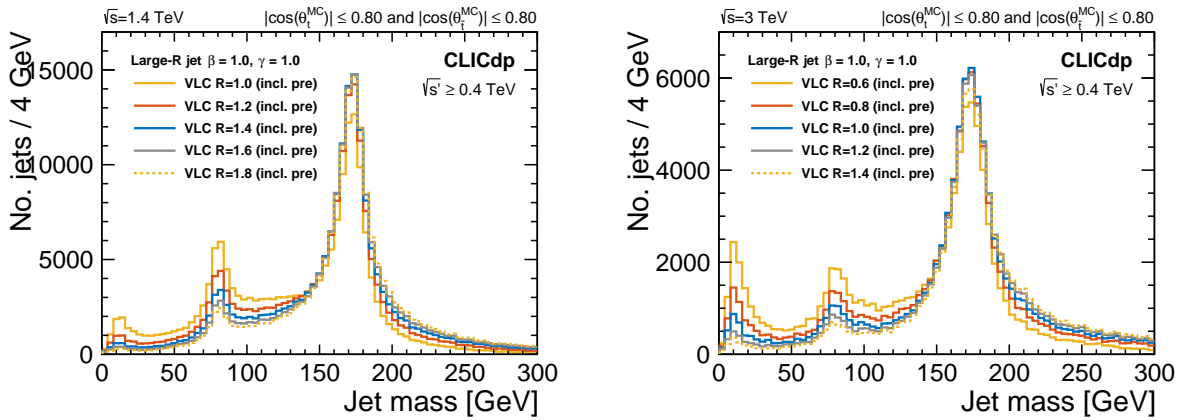 √s=1.4 TeV |cos(θ_t^MC)| ≤ 0.80 and |cos(θ_t̄^MC)| ≤ 0.80
No. jets / 4 GeV
15000
10000
5000
0
Large-R jet β = 1.0, γ = 1.0
VLC R=1.0 (incl. pre)
VLC R=1.2 (incl. pre)
VLC R=1.4 (incl. pre)
VLC R=1.6 (incl. pre)
VLC R=1.8 (incl. pre)
CLICdp
√s' ≥ 0.4 TeV
0 50 100 150 200 250 300
Jet mass [GeV]
√s=3 TeV |cos(θ_t^MC)| ≤ 0.80 and |cos(θ_t̄^MC)| ≤ 0.80
No. jets / 4 GeV
6000
4000
2000
0
Large-R jet β = 1.0, γ = 1.0
VLC R=0.6 (incl. pre)
VLC R=0.8 (incl. pre)
VLC R=1.0 (incl. pre)
VLC R=1.2 (incl. pre)
VLC R=1.4 (incl. pre)
CLICdp
√s' ≥ 0.4 TeV
0 50 100 150 200 250 300
Jet mass [GeV]